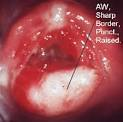 AW,
Sharp
Border,
Punct.,
Raised.